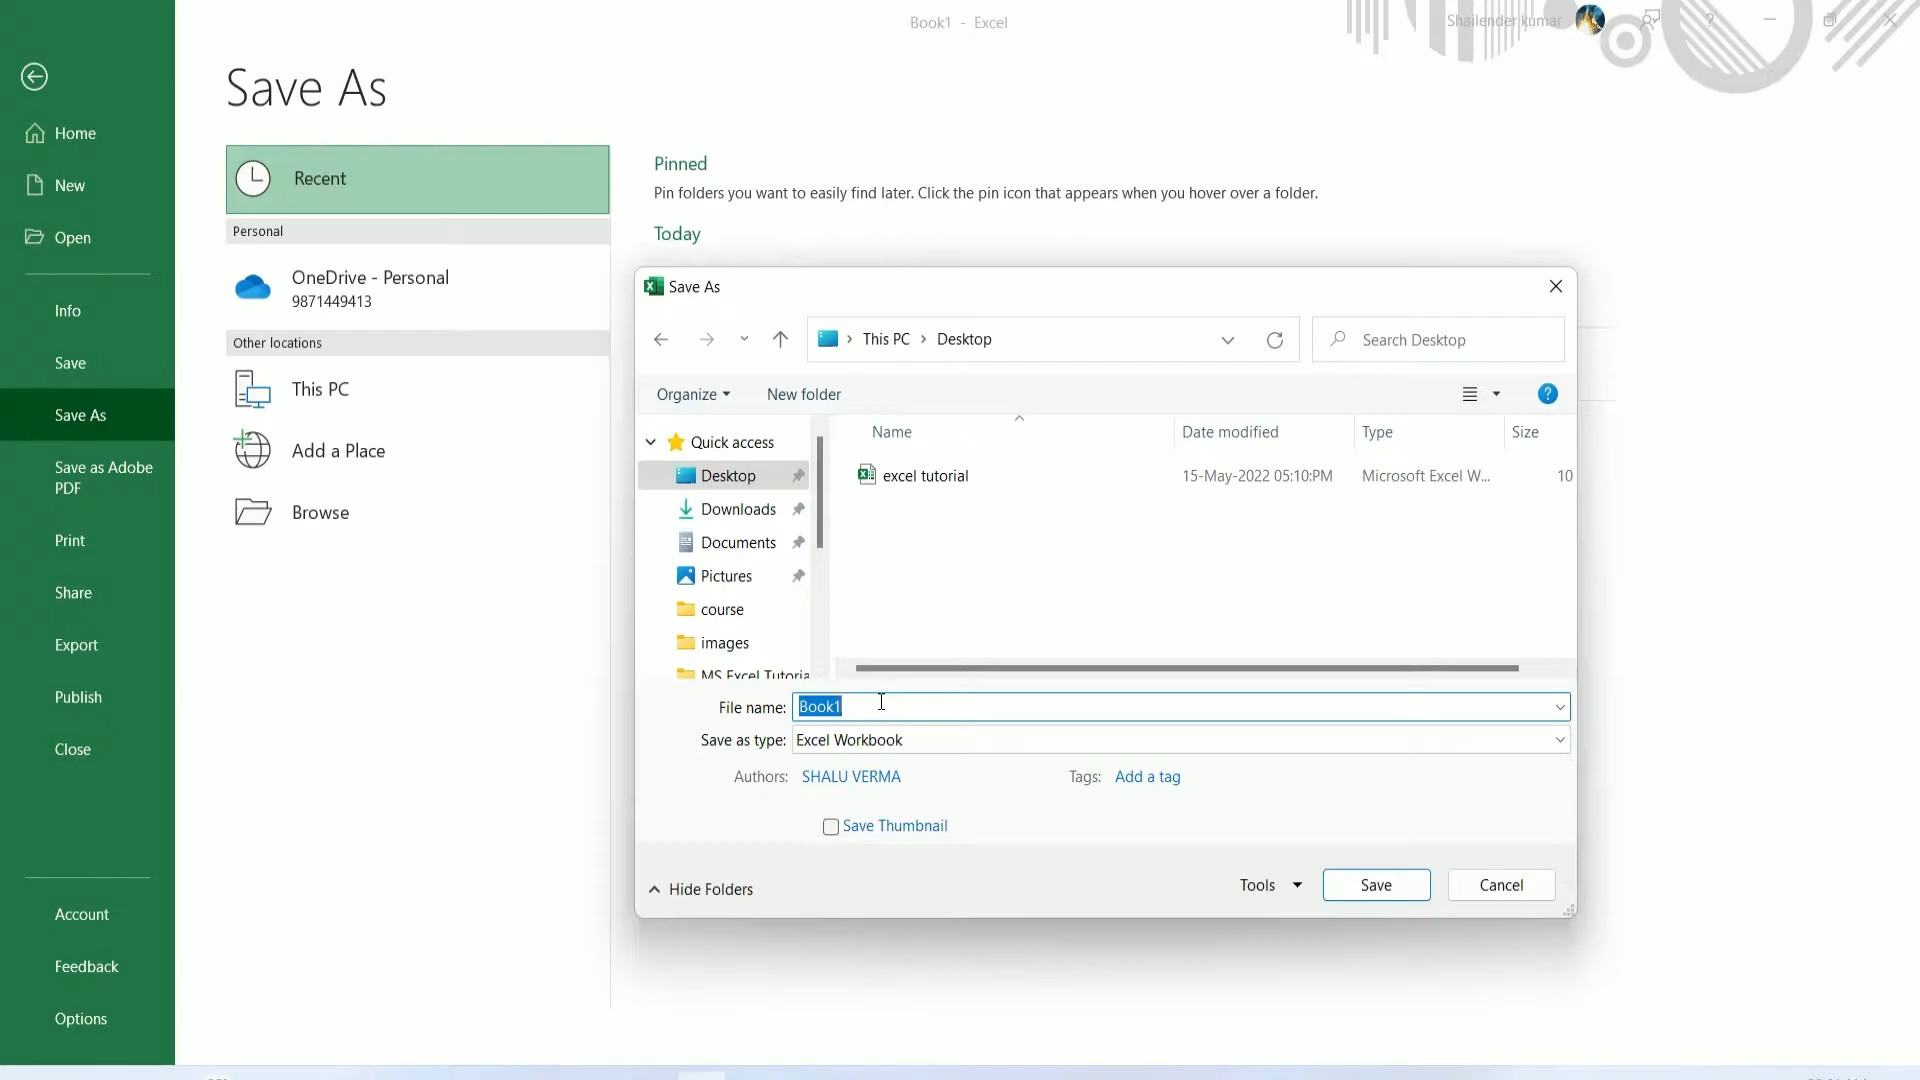 Book1 - Excel
Shailender kumar
?
Save As
Home
New
Open
Info
Save
Save As
Save as Adobe
PDF
Print
Share
Export
Publish
Close
Account
Feedback
Options
Recent
Personal
OneDrive - Personal
9871449413
Other locations
This PC
Add a Place
Browse
Pinned
Pin folders you want to easily find later. Click the pin icon that appears when you hover over a folder.
Today
Save As
This PC > Desktop
Search Desktop
Organize
New folder
?
Name
Date modified
Type
Size
Quick access
Desktop
Downloads
Documents
Pictures
course
images
MS Excel Tutoria
excel tutorial
15-May-2022 05:10:PM
Microsoft Excel W...
10
File name: Book1
Save as type: Excel Workbook
Authors: SHALU VERMA
Tags: Add a tag
Save Thumbnail
Hide Folders
Tools
Save
Cancel